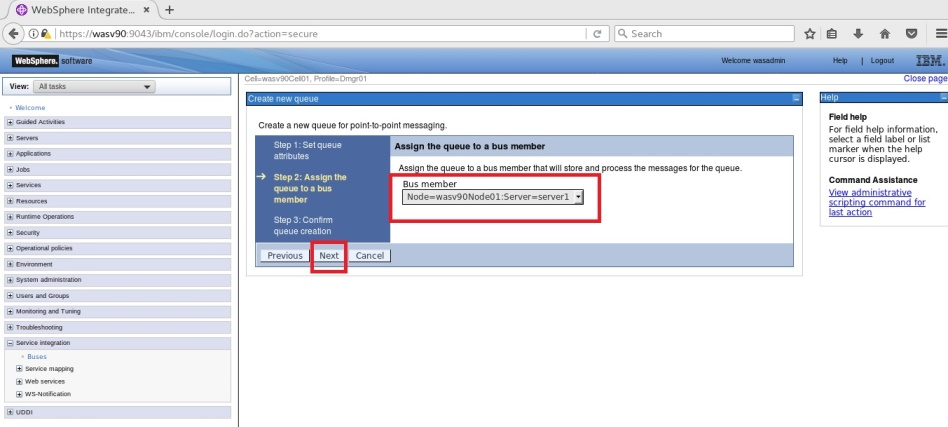 WebSphere Integrate...
https://wasv90:9043/ibm/console/login.do?action=secure
Search
WebSphere. software
Welcome wasadmin
Help | Logout
IBM.
View: All tasks
Cell=wasv90Cell01, Profile=Dmgr01
Close page
Welcome
Guided Activities
Servers
Applications
Jobs
Services
Resources
Runtime Operations
Security
Operational policies
Environment
System administration
Users and Groups
Monitoring and Tuning
Troubleshooting
Service integration
Buses
Service mapping
Web services
WS-Notification
UDDI
Create new queue
Create a new queue for point-to-point messaging.
Step 1: Set queue
attributes
Step 2: Assign the
queue to a bus
member
Step 3: Confirm
queue creation
Assign the queue to a bus member
Assign the queue to a bus member that will store and process the messages for the queue.
Bus member
Node=wasv90Node01:Server=server1
Previous Next Cancel
Help
Field help
For field help information,
select a field label or list
marker when the help
cursor is displayed.
Command Assistance
View administrative
scripting command for
last action